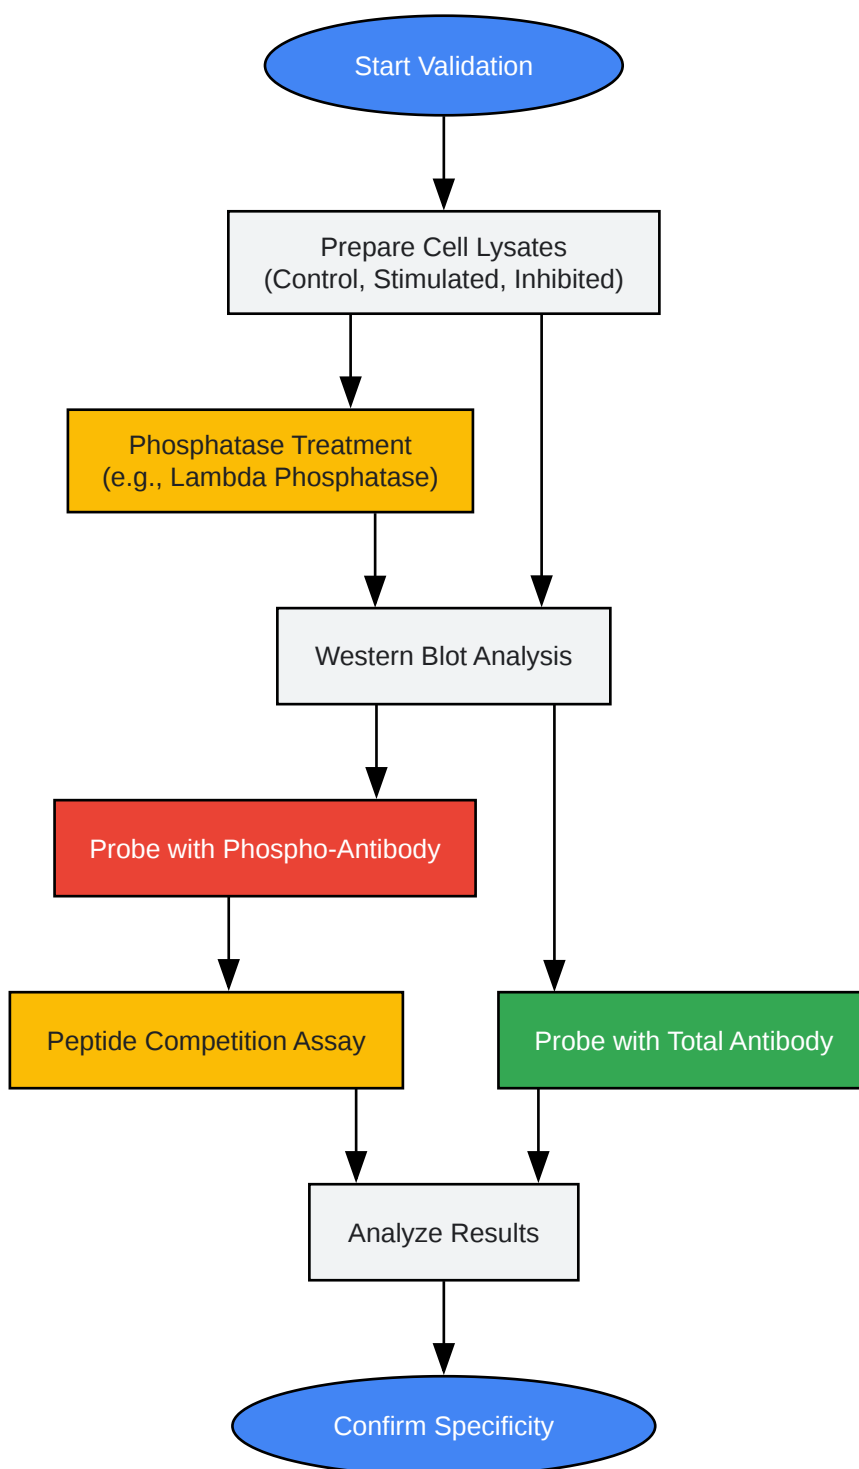 Start Validation
Prepare Cell Lysates
(Control, Stimulated, Inhibited)
Phosphatase Treatment
(e.g., Lambda Phosphatase)
Western Blot Analysis
Probe with Phospho-Antibody
Peptide Competition Assay
Probe with Total Antibody
Analyze Results
Confirm Specificity